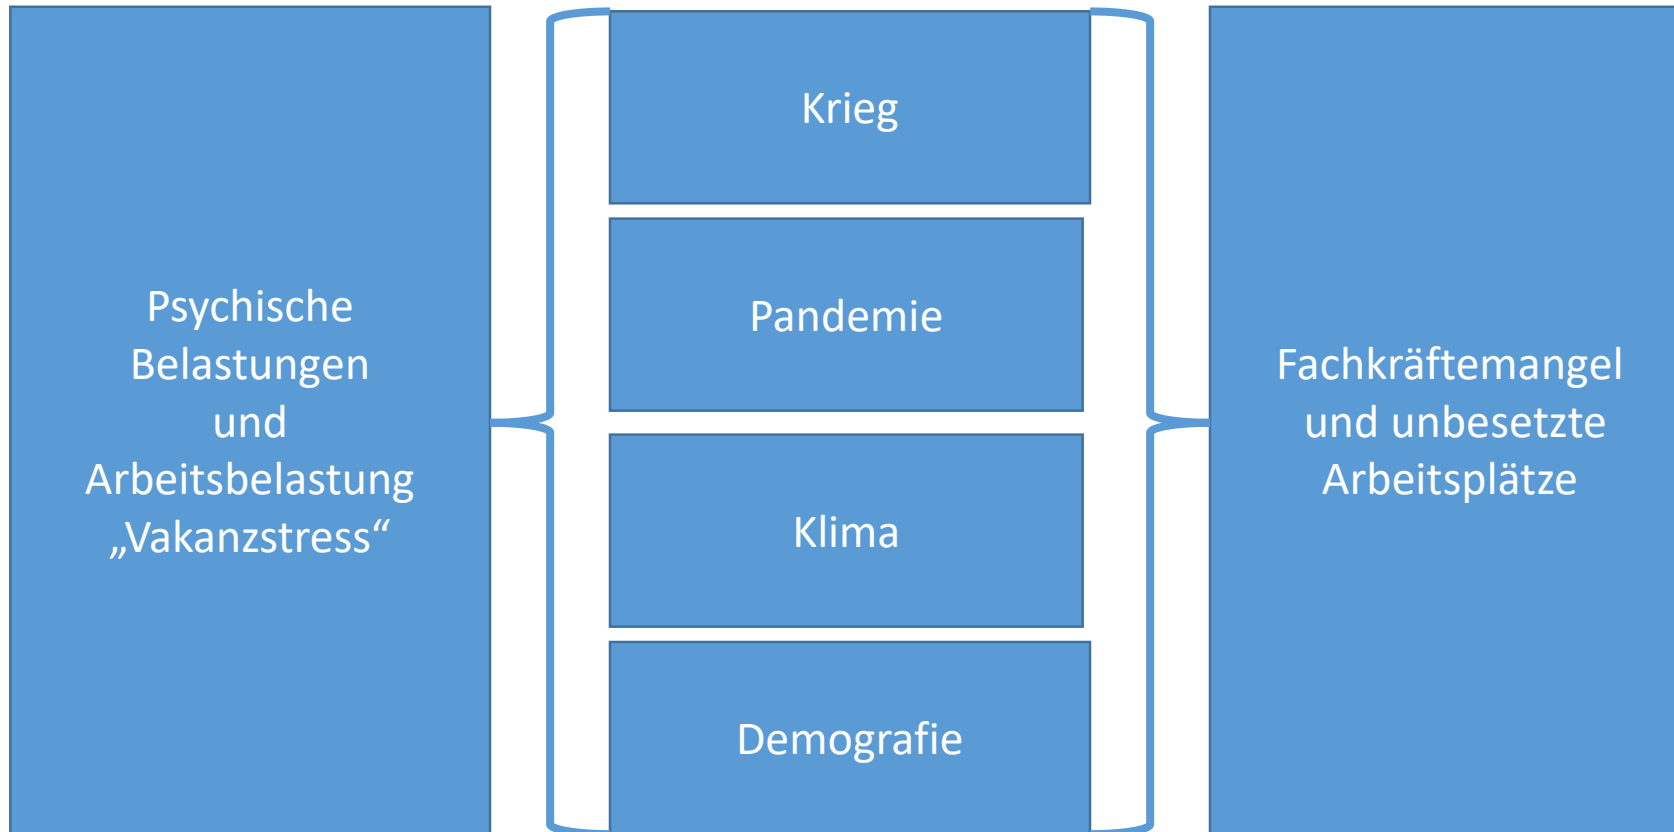 Psychische
Belastungen
und
Arbeitsbelastung
„Vakanzstress“
Krieg
Pandemie
Klima
Demografie
Fachkräftemangel
und unbesetzte
Arbeitsplätze